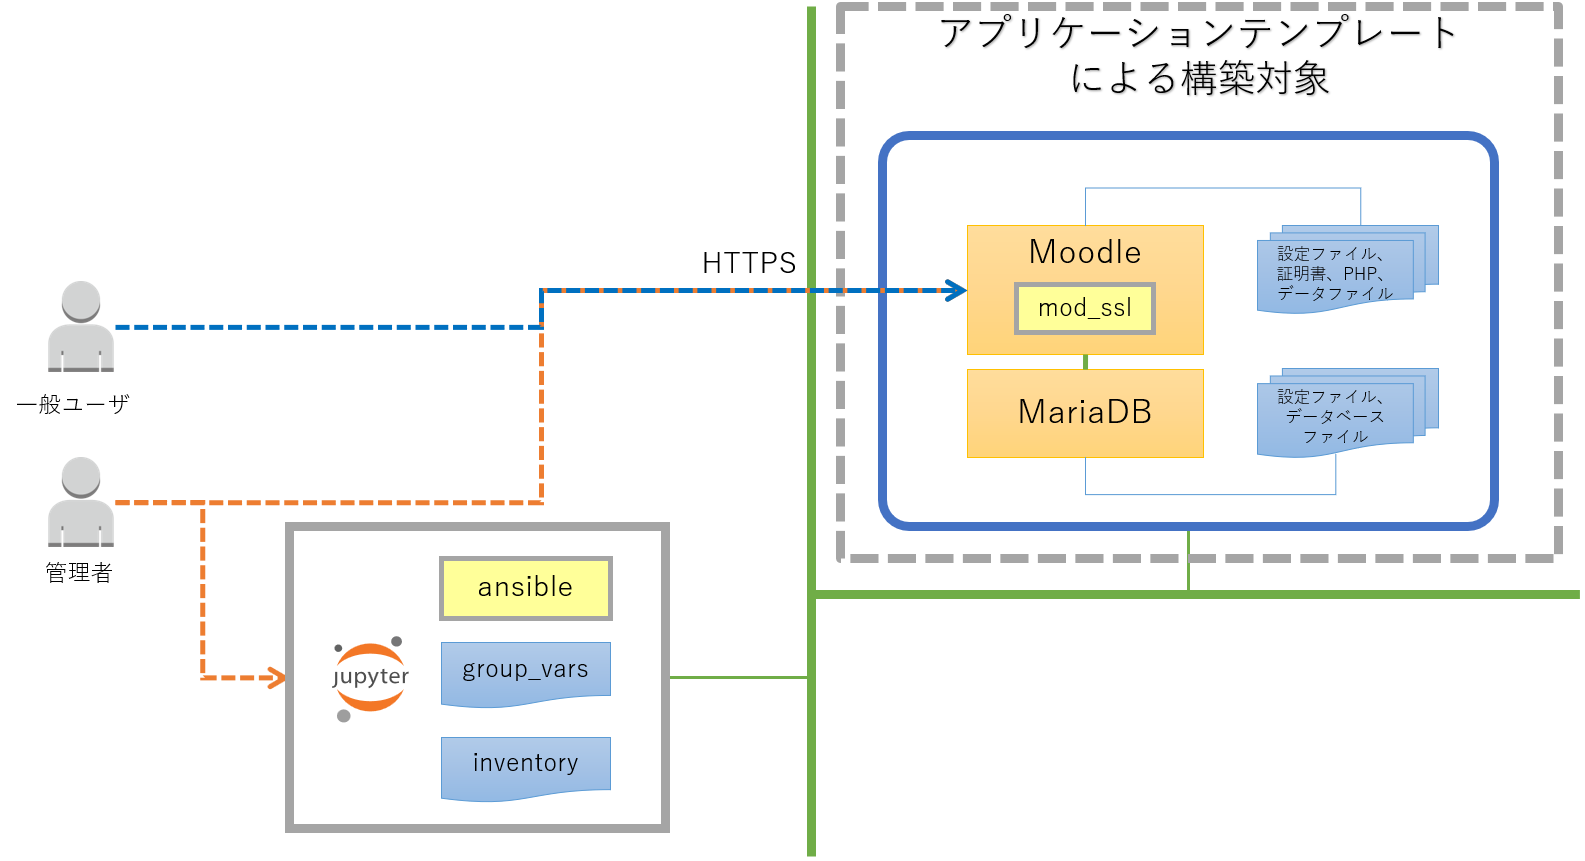 アプリケーションテンプレート
による構築対象
HTTPS
Moodle
mod_ssl
設定ファイル、
証明書、PHP、
データファイル
MariaDB
設定ファイル、
データベース
ファイル
一般ユーザ
管理者
ansible
jupyter
group_vars
inventory